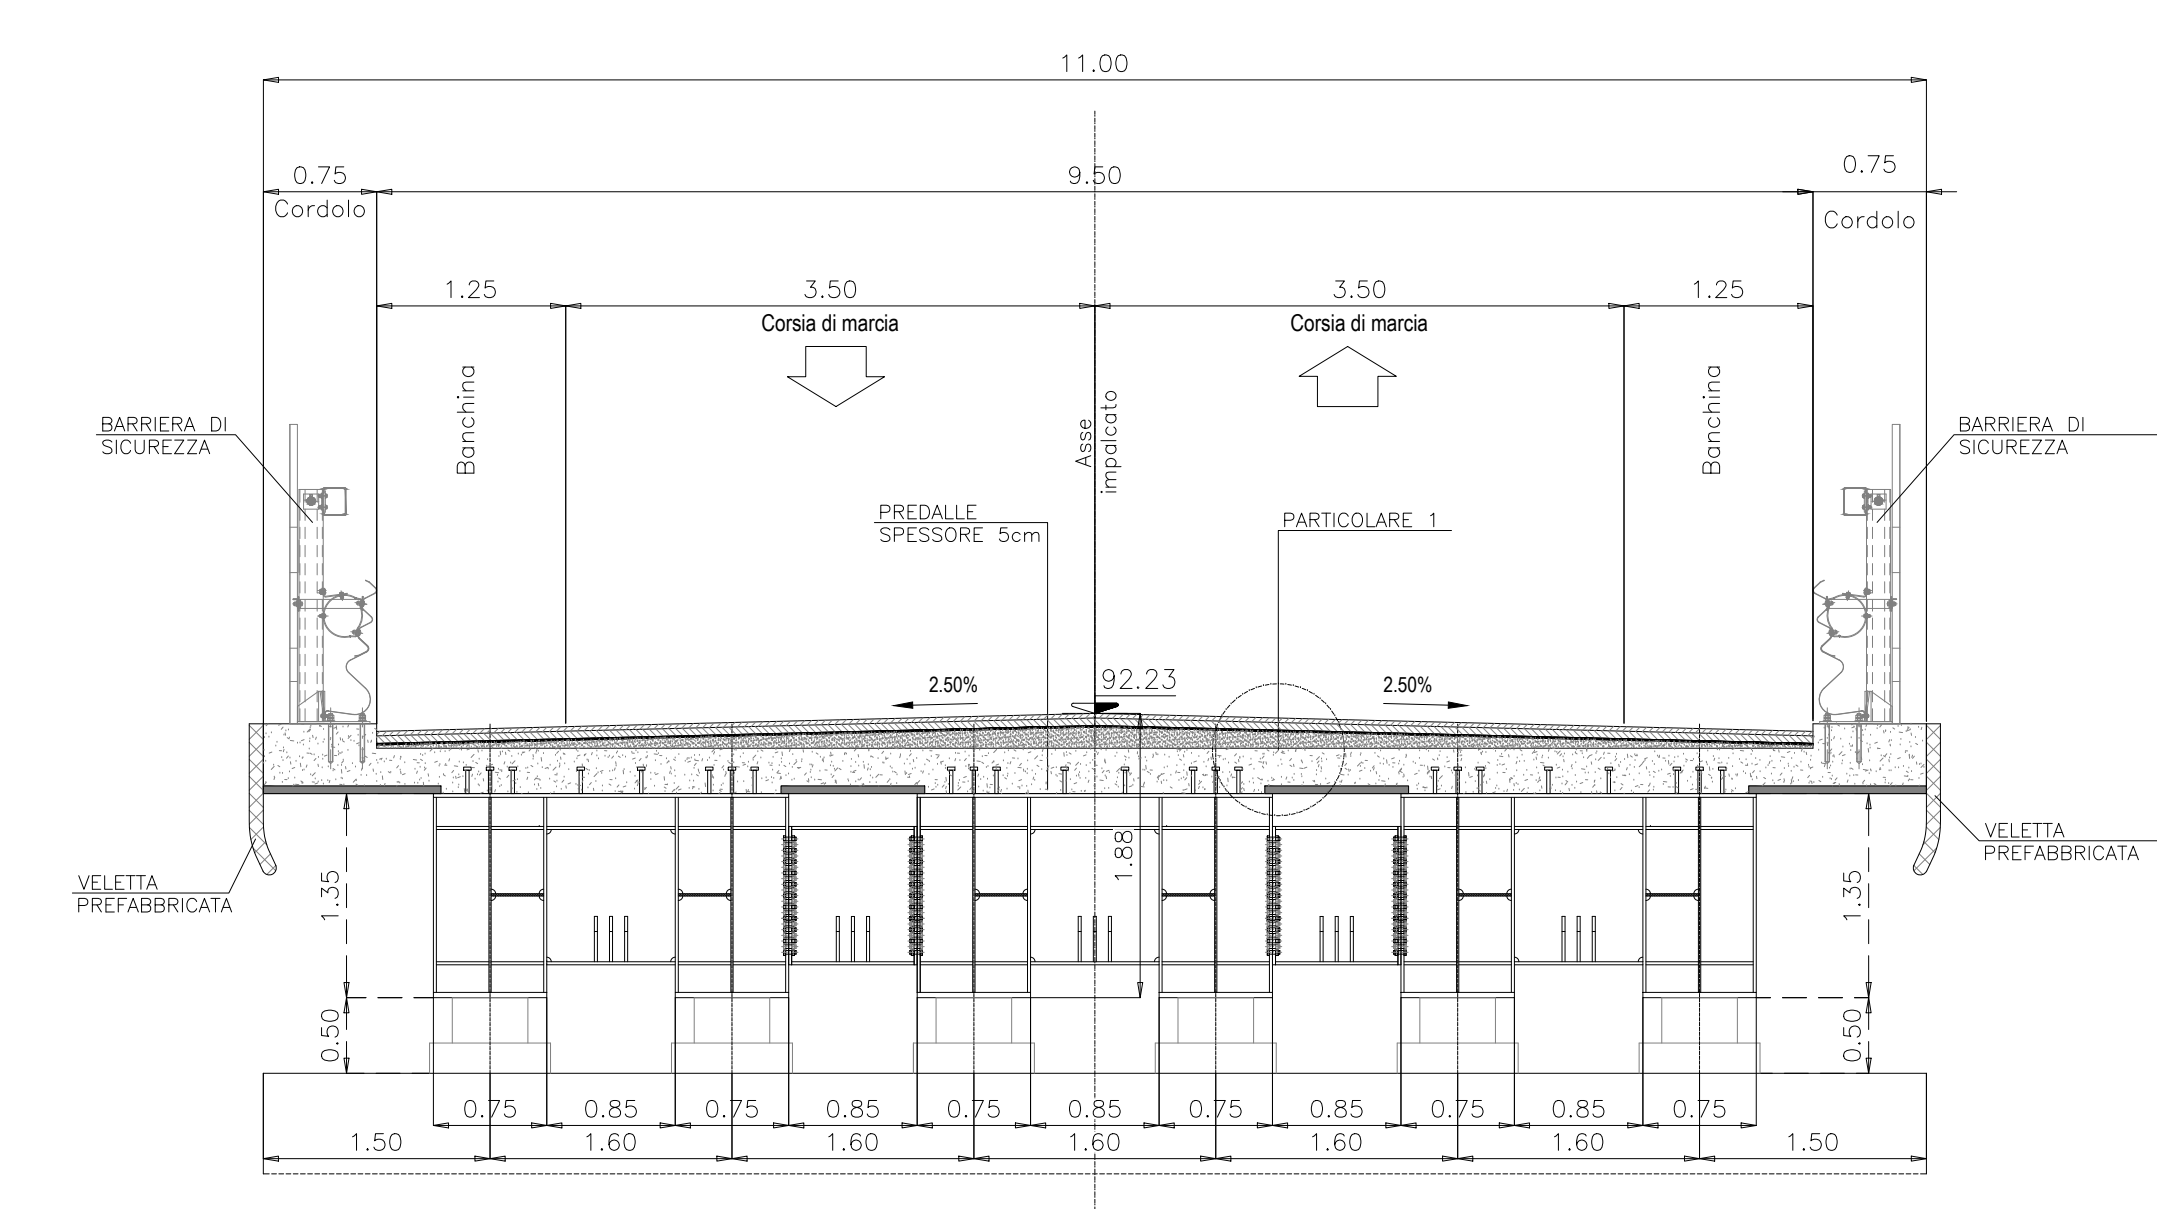 11.00
0.75
9.50
0.75
Cordolo
Cordolo
1.25
3.50
3.50
1.25
Corsia di marcia
Corsia di marcia
Banchina
Asse
impalcato
Banchina
BARRIERA DI
SICUREZZA
BARRIERA DI
SICUREZZA
PREDALLE
SPESSORE 5cm
PARTICOLARE 1
2.50%
92.23
2.50%
VELETTA
PREFABBRICATA
VELETTA
PREFABBRICATA
1.35
1.88
1.35
0.50
0.50
0.75
0.85
0.75
0.85
0.75
0.85
0.75
0.85
0.75
0.85
0.75
1.50
1.60
1.60
1.60
1.60
1.60
1.50